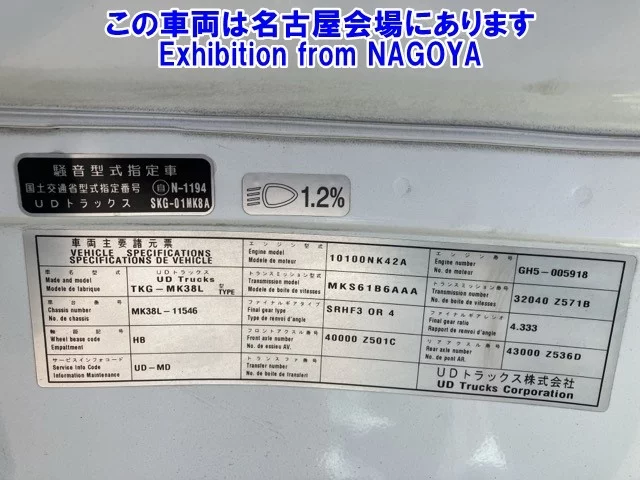 この車両は名古屋会場にあります
Exhibition from NAGOYA
騒音型式指定車
国土交通省型式指定番号 自 N-1194
UDトラックス SKG-01MK8A
1.2%
車両主要諸元票
VEHICLE SPECIFICATIONS
SPECIFICATIONS DE VEHICLE
車名 UDトラックス
Made and model UD Trucks
Modele de fabrique TKG-MK38L 型 TYPE
車台番号
Chassis number MK38L-11546
No. de chassis
軸距記号
Wheel base code HB
Empaitement
サービスインフォコード
Service Info Code UD-MD
Information Maintenance
エンジン型式
Engine model 10100NK42A
Modele de moteur
トランスミッション型式
Transmission model MKS61B6AAA
Modele de boite de vitesses
ファイナルギアタイプ
Final gear type SRHF3 OR 4
フロントアクスル番号
Front axle number 40000 Z501C
No. de essieu AV.
トランスファ番号
Transfer number
No. de boite de transfert
エンジン番号
Engine number GH5-005918
No. de moteur
トランスミッション番号
Transmission number 32040 Z571B
No. de boite de vitesses
ファイナルギアレシオ
Final gear ratio 4.333
Rapport de renvoi final
リアアクスル番号
Rear axle number 43000 Z536D
No. de pont AR.
UDトラックス株式会社
UD Trucks Corporation